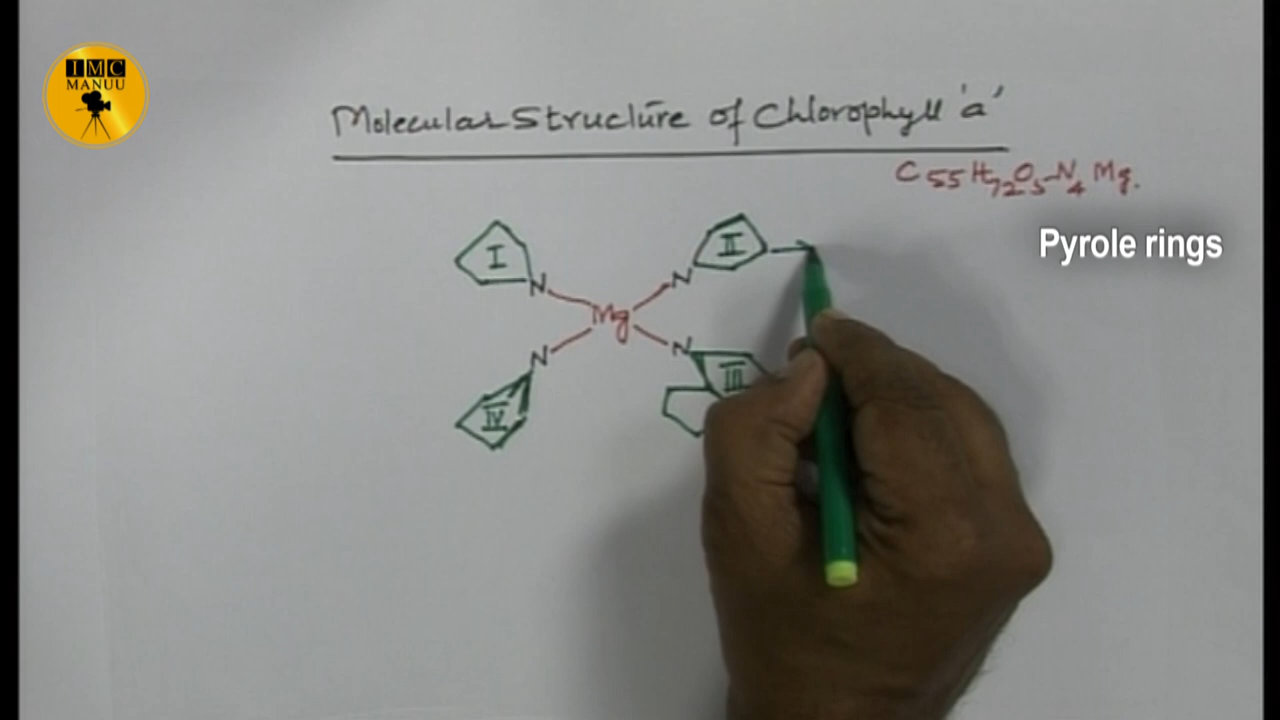 IMC
MANUU
Molecular Structure of Chlorophyll 'a'
C55H72O5N4Mg.
Pyrole rings
I
II
N
N
Mg
N
N
III
IV